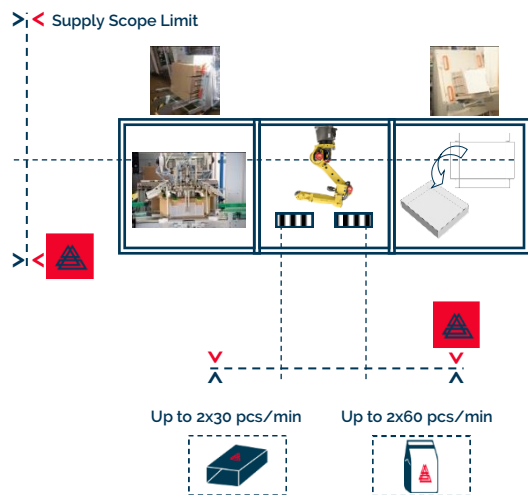 Supply Scope Limit
Up to 2x30 pcs/min
Up to 2x60 pcs/min